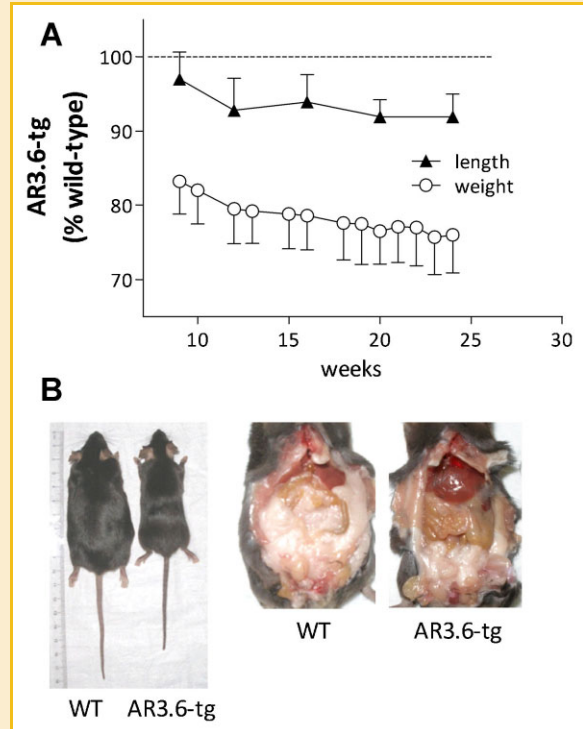 A
AR3.6-tg
(% wild-type)
100
90
80
70
length
weight
10
15
20
25
30
weeks
B
WT
AR3.6-tg
WT
AR3.6-tg